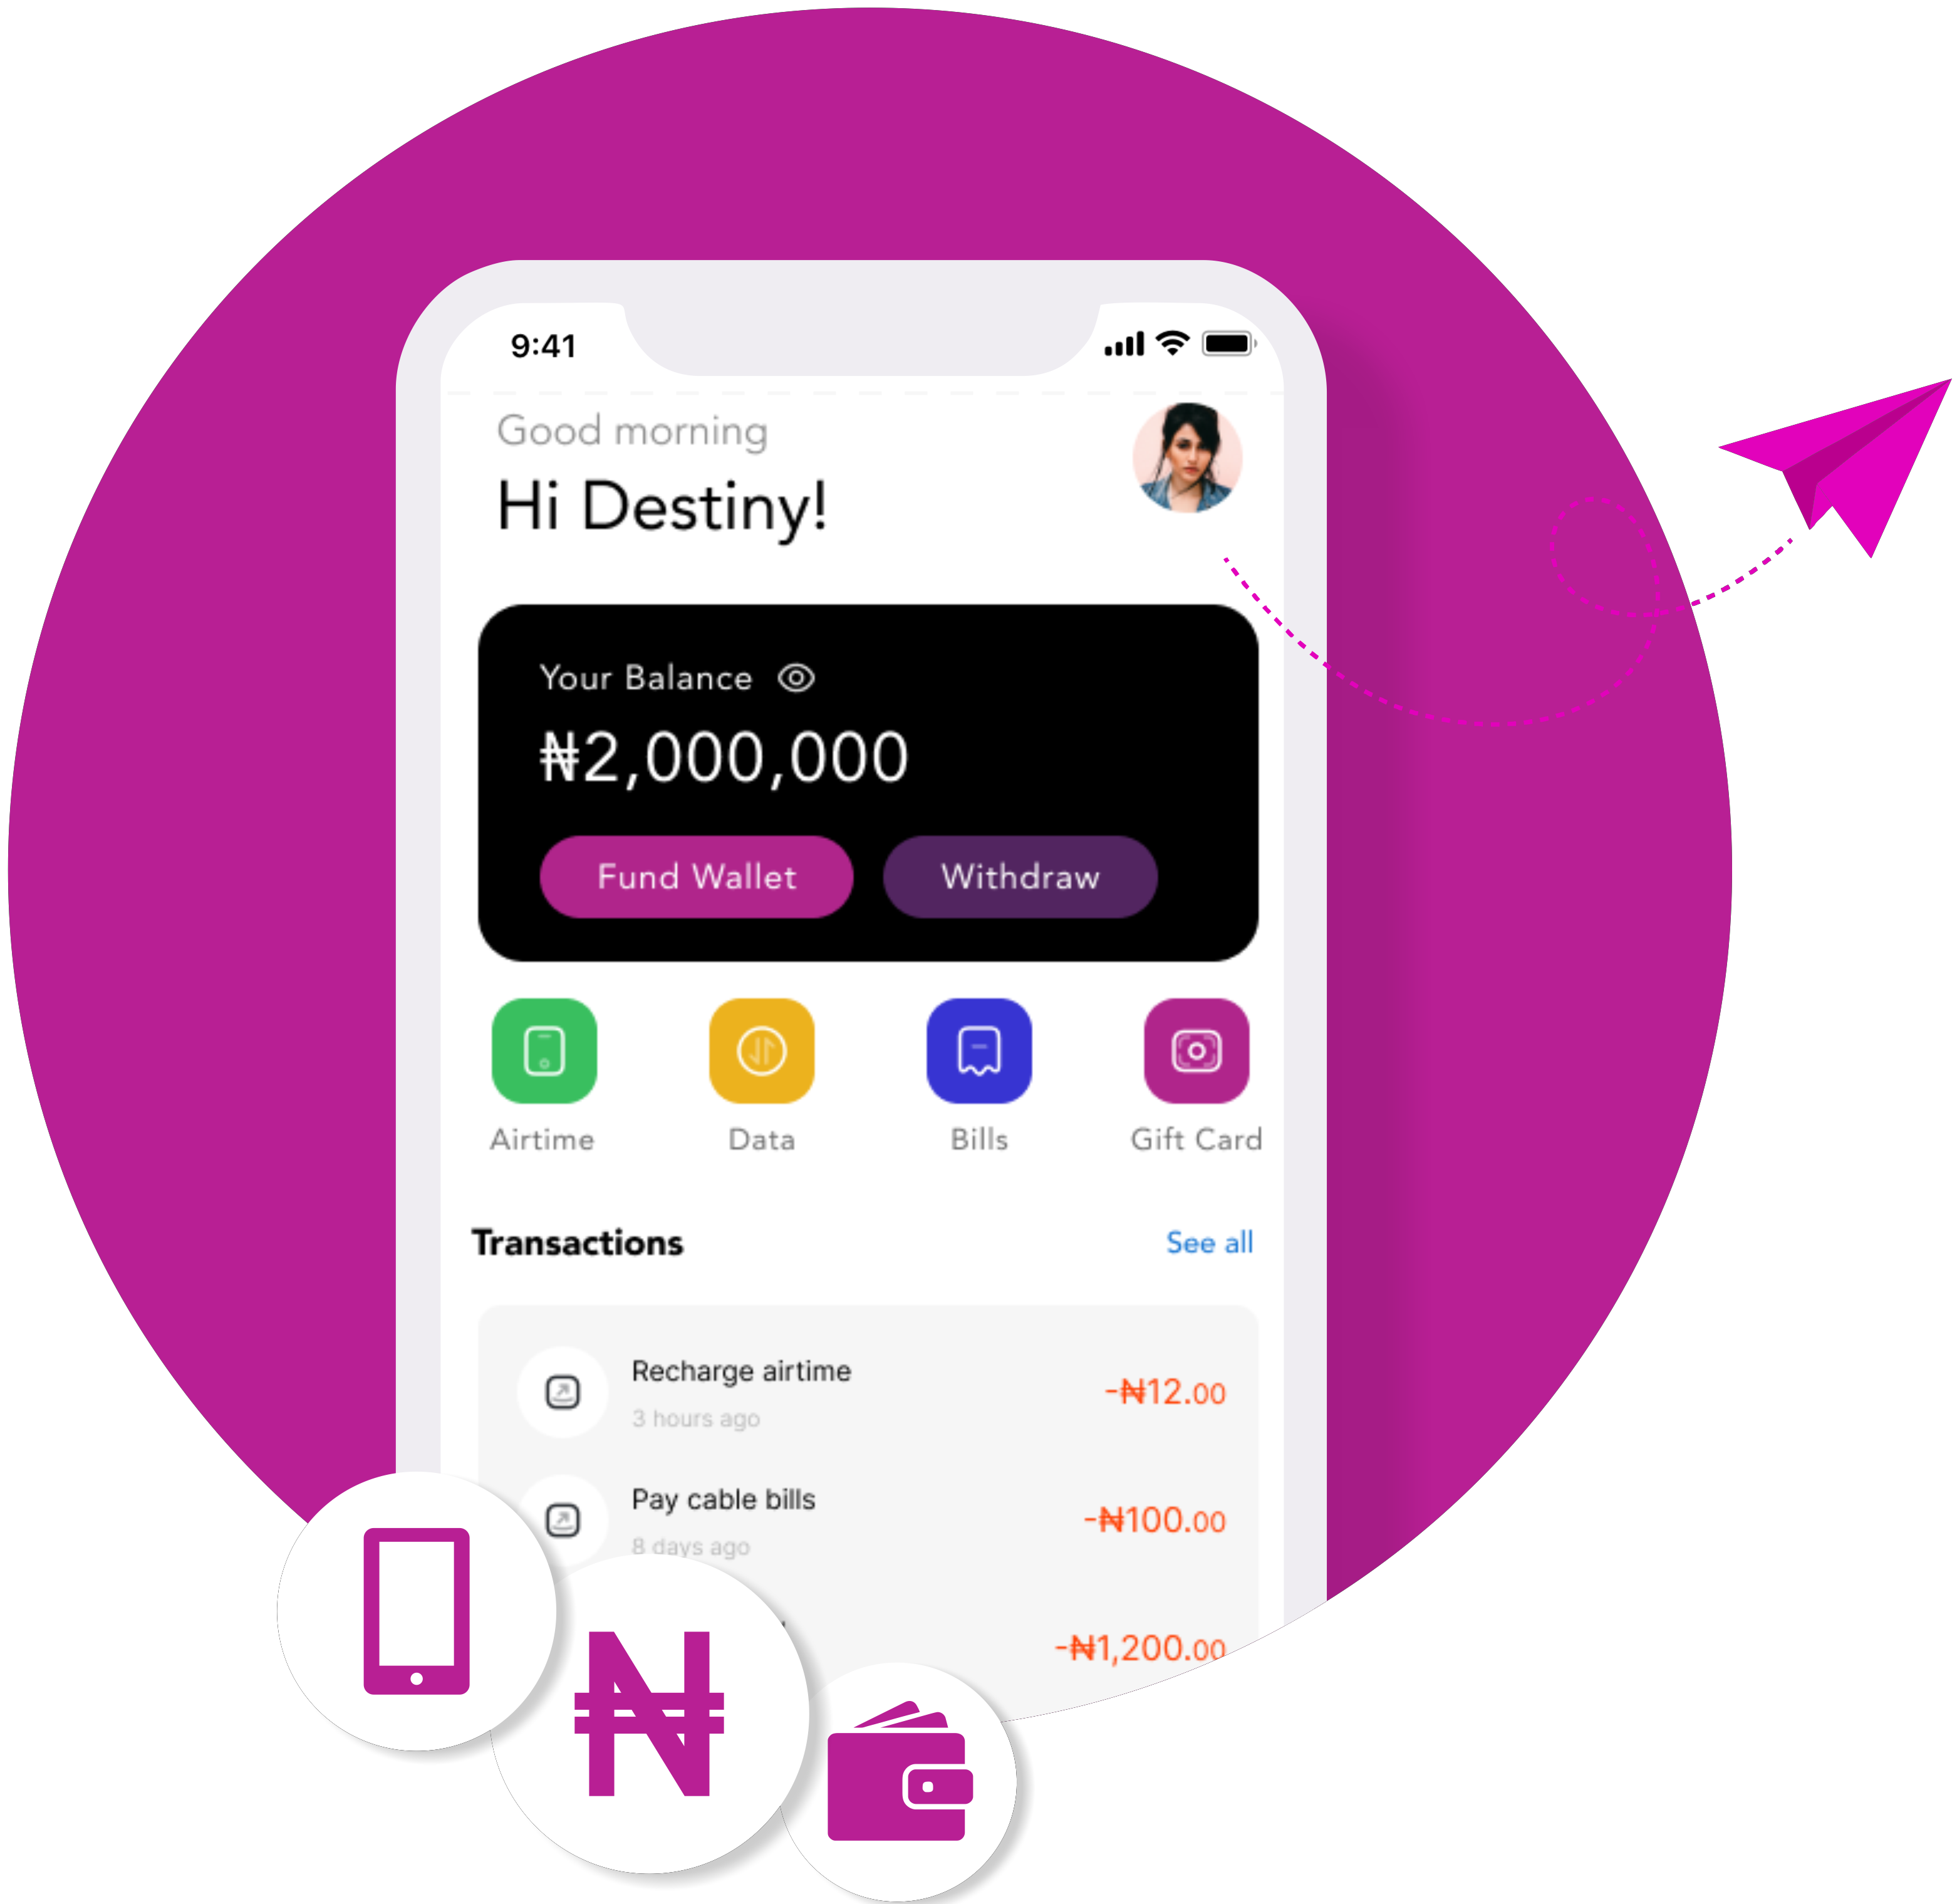 9:41
Good morning
Hi Destiny!
Your Balance
₦2,000,000
Fund Wallet Withdraw
Airtime Data Bills Gift Card
Transactions See all
Recharge airtime
-₦12.00
3 hours ago
Pay cable bills
-₦100.00
8 days ago
-₦1,200.00
₦